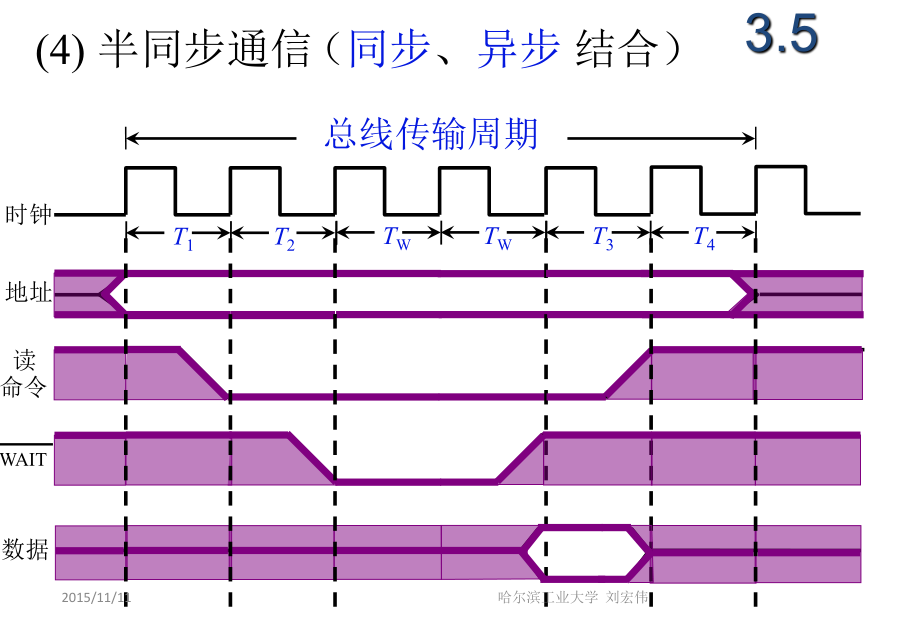 (4) 半同步通信（同步、异步 结合）
3.5
总线传输周期
时钟
T1 T2 TW TW T3 T4
地址
读
命令
WAIT
数据
2015/11/11
哈尔滨工业大学 刘宏伟